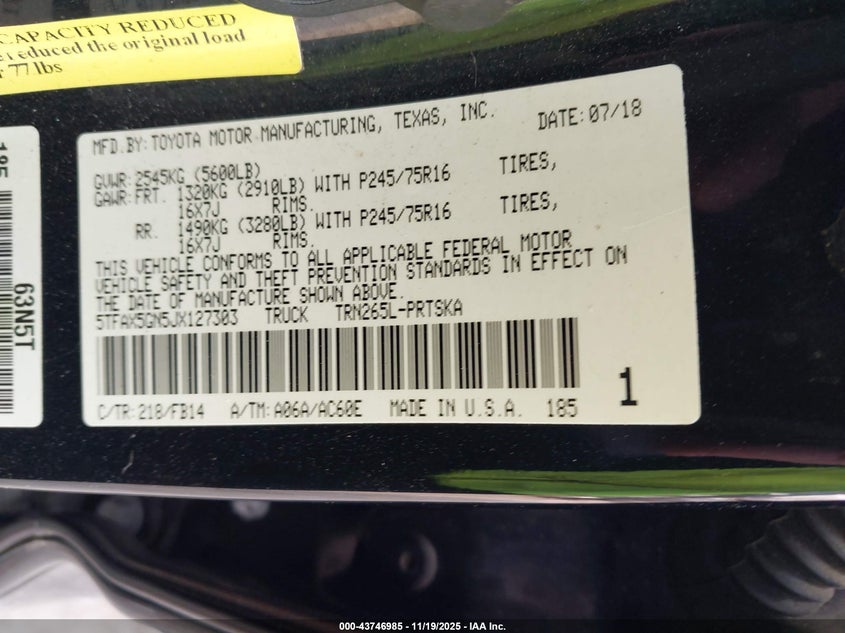 CAPACITY REDUCED
reduced the original load
77 lbs
MFD.BY: TOYOTA MOTOR MANUFACTURING, TEXAS, INC. DATE: 07/18
GVWR: 2545KG (5600LB)
GAWR: FRT. 1320KG (2910LB) WITH P245/75R16 TIRES,
16X7J RIMS.
RR. 1490KG (3280LB) WITH P245/75R16 TIRES,
16X7J RIMS.
THIS VEHICLE CONFORMS TO ALL APPLICABLE FEDERAL MOTOR
VEHICLE SAFETY AND THEFT PREVENTION STANDARDS IN EFFECT ON
THE DATE OF MANUFACTURE SHOWN ABOVE.
5TFAX5GN5JX127303 TRUCK TRN265L-PRTSKA
1
C/TR: 218/FB14 A/TM: A06A/AC60E MADE IN U.S.A. 185
185
63N5T
000-43746985 - 11/19/2025 - IAA Inc.